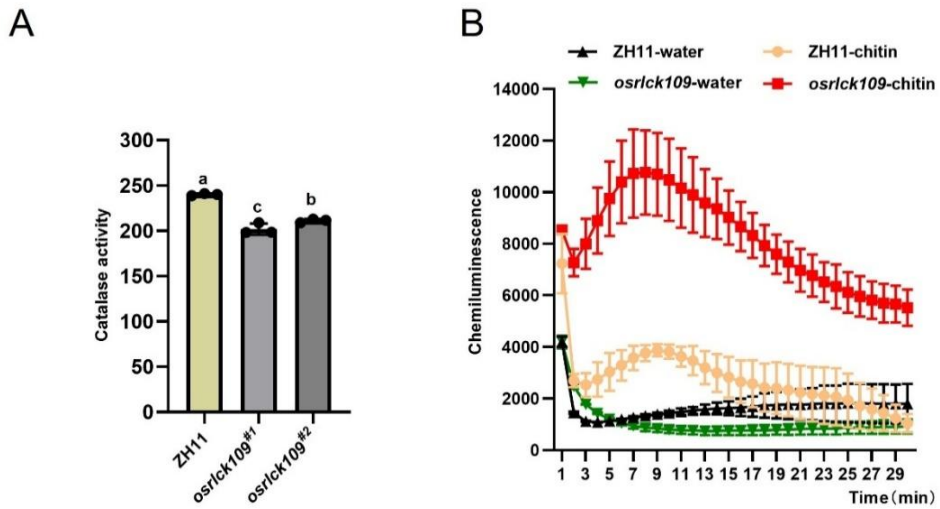 A
Catalase activity
300
250
200
150
100
50
0
a
c
b
ZH11
osrlck109#1
osrlck109#2
B
ZH11-water
ZH11-chitin
osrlck109-water
osrlck109-chitin
Chemiluminescence
14000
12000
10000
8000
6000
4000
2000
0
1 3 5 7 9 11 13 15 17 19 21 23 25 27 29
Time(min)